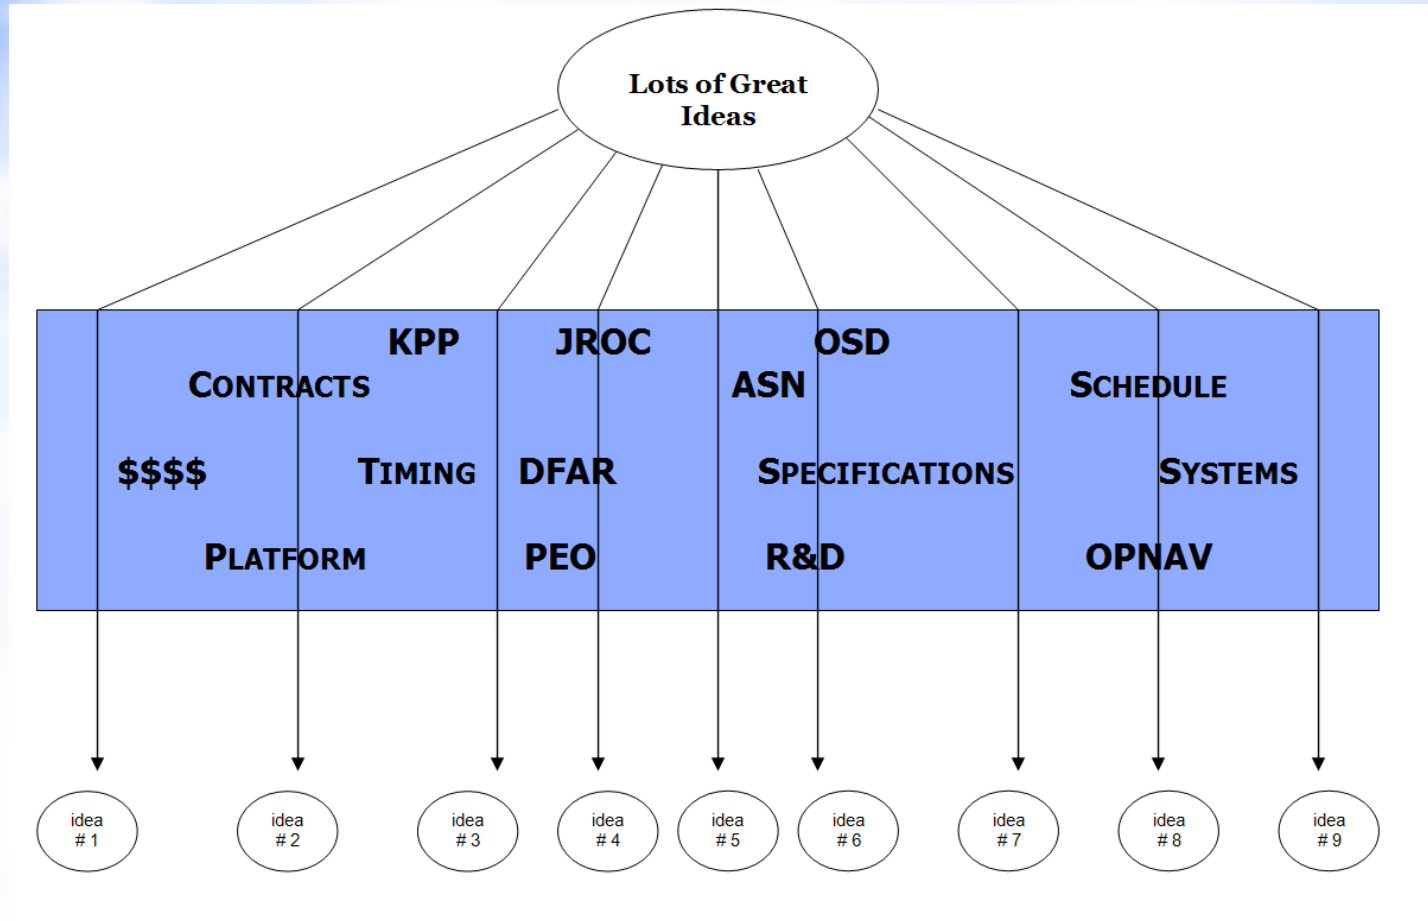 Lots of Great
Ideas
KPP JROC OSD
CONTRACTS ASN SCHEDULE
$$$$ TIMING DFAR SPECIFICATIONS SYSTEMS
PLATFORM PEO R&D OPNAV
idea
# 1
idea
# 2
idea
# 3
idea
# 4
idea
# 5
idea
# 6
idea
# 7
idea
# 8
idea
# 9